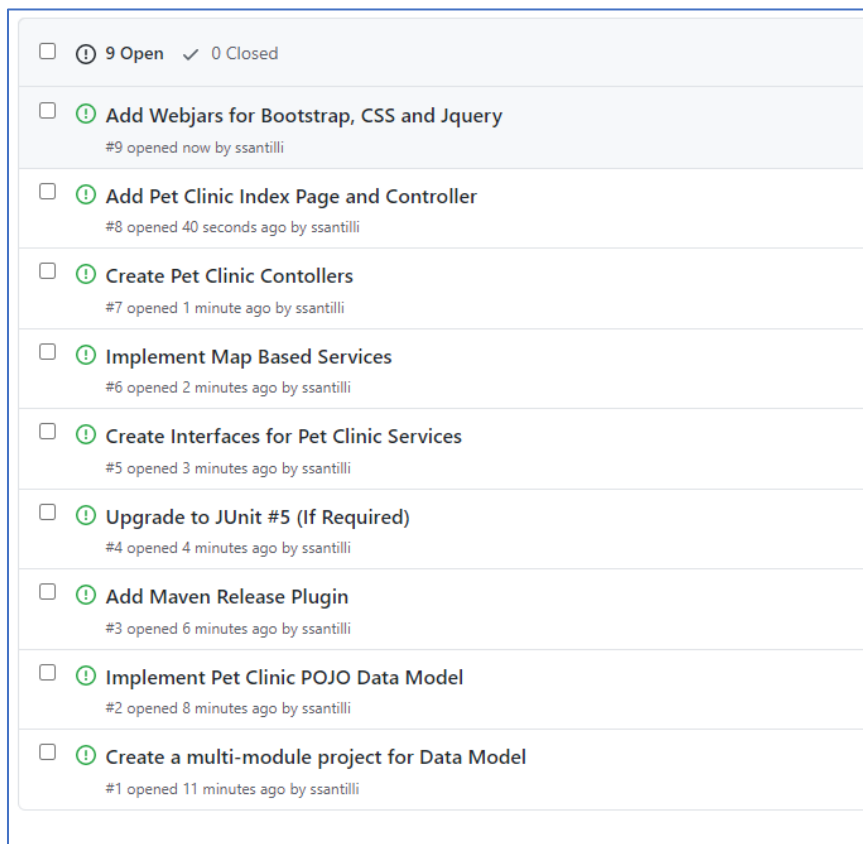 9 Open 0 Closed
Add Webjars for Bootstrap, CSS and Jquery
#9 opened now by ssantilli
Add Pet Clinic Index Page and Controller
#8 opened 40 seconds ago by ssantilli
Create Pet Clinic Contollers
#7 opened 1 minute ago by ssantilli
Implement Map Based Services
#6 opened 2 minutes ago by ssantilli
Create Interfaces for Pet Clinic Services
#5 opened 3 minutes ago by ssantilli
Upgrade to JUnit #5 (If Required)
#4 opened 4 minutes ago by ssantilli
Add Maven Release Plugin
#3 opened 6 minutes ago by ssantilli
Implement Pet Clinic POJO Data Model
#2 opened 8 minutes ago by ssantilli
Create a multi-module project for Data Model
#1 opened 11 minutes ago by ssantilli